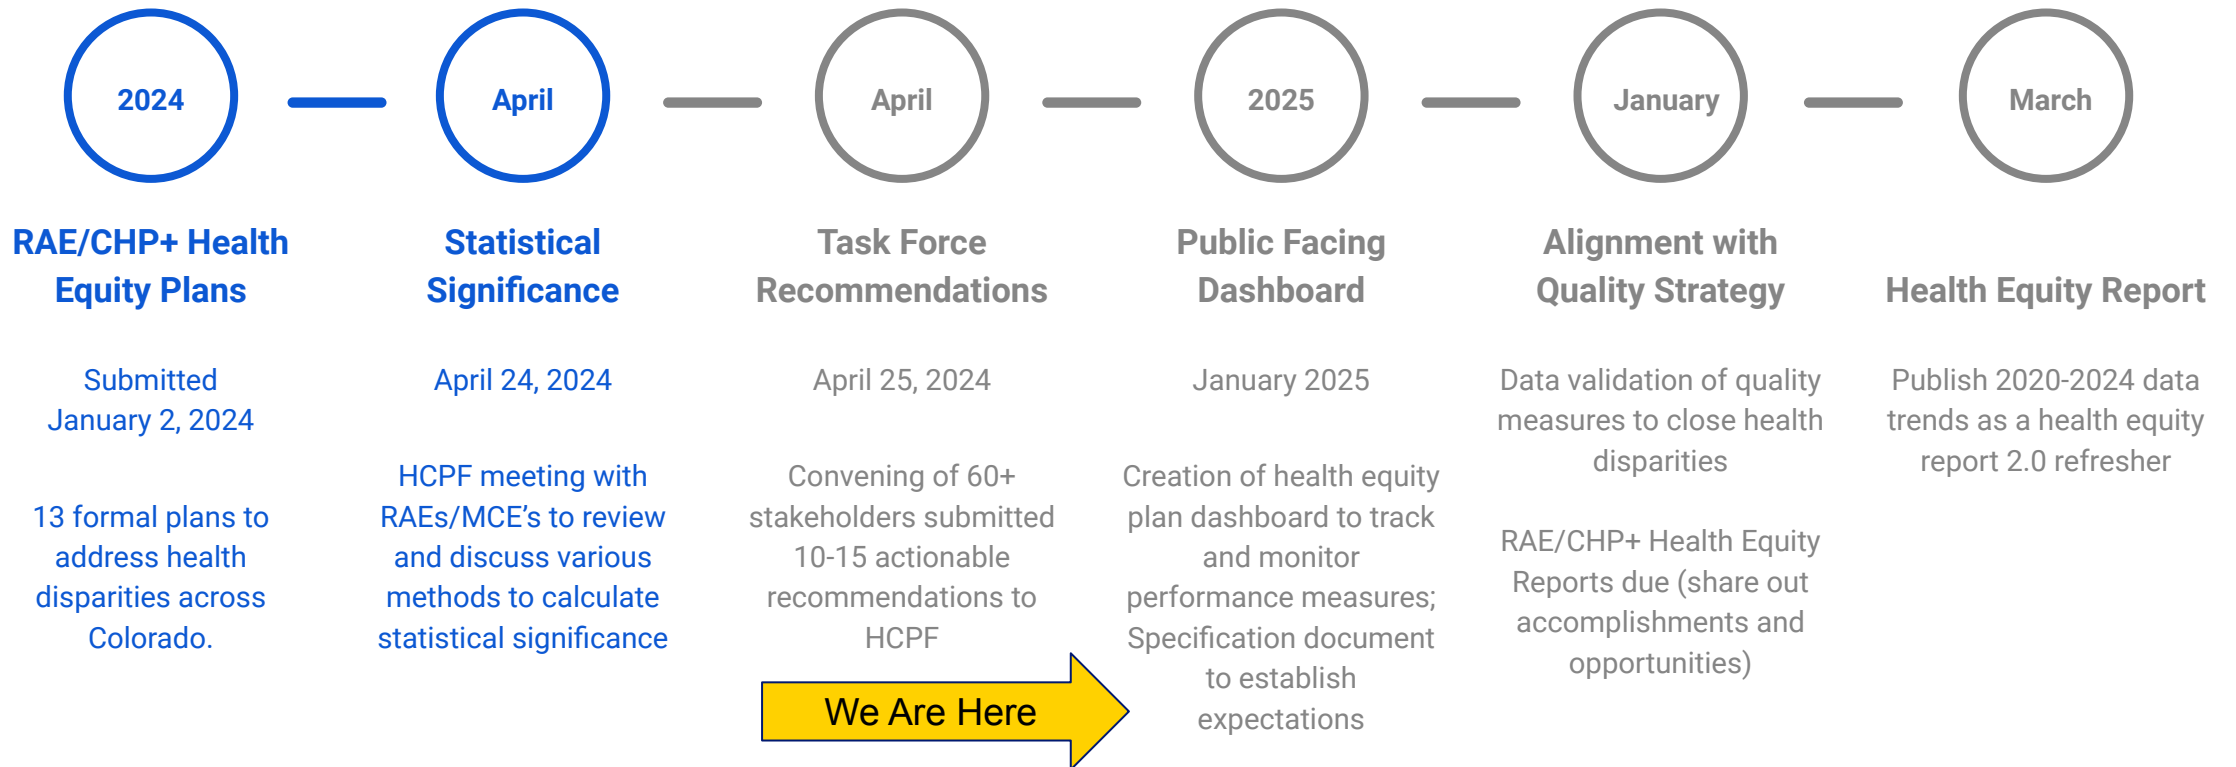 2024
April
April
2025
January
March
RAE/CHP+ Health
Equity Plans
Submitted
January 2, 2024
13 formal plans to
address health
disparities across
Colorado.
Statistical
Significance
April 24, 2024
HCPF meeting with
RAEs/MCE's to review
and discuss various
methods to calculate
statistical significance
Task Force
Recommendations
April 25, 2024
Convening of 60+
stakeholders submitted
10-15 actionable
recommendations to
HCPF
We Are Here
Public Facing
Dashboard
January 2025
Creation of health equity
plan dashboard to track
and monitor
performance measures;
Specification document
to establish
expectations
Alignment with
Quality Strategy
Data validation of quality
measures to close health
disparities
RAE/CHP+ Health Equity
Reports due (share out
accomplishments and
opportunities)
Health Equity Report
Publish 2020-2024 data
trends as a health equity
report 2.0 refresher